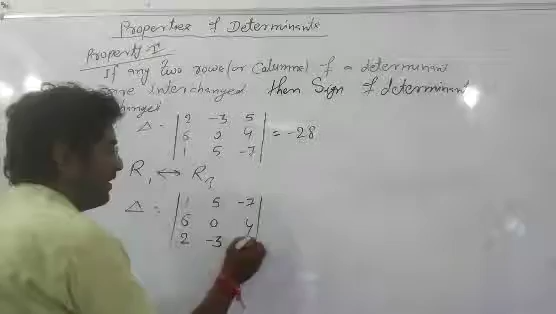 Properties of Determinants
Property I
If any two rows (or Columns) of a determinant
are Interchanged then Sign of determinant
changes
Δ = | 2 -3 5 |
| 6 0 4 | = -28
| 1 5 -7 |
R₁ ↔ R₃
Δ = | 1 5 -7 |
| 6 0 4 |
| 2 -3